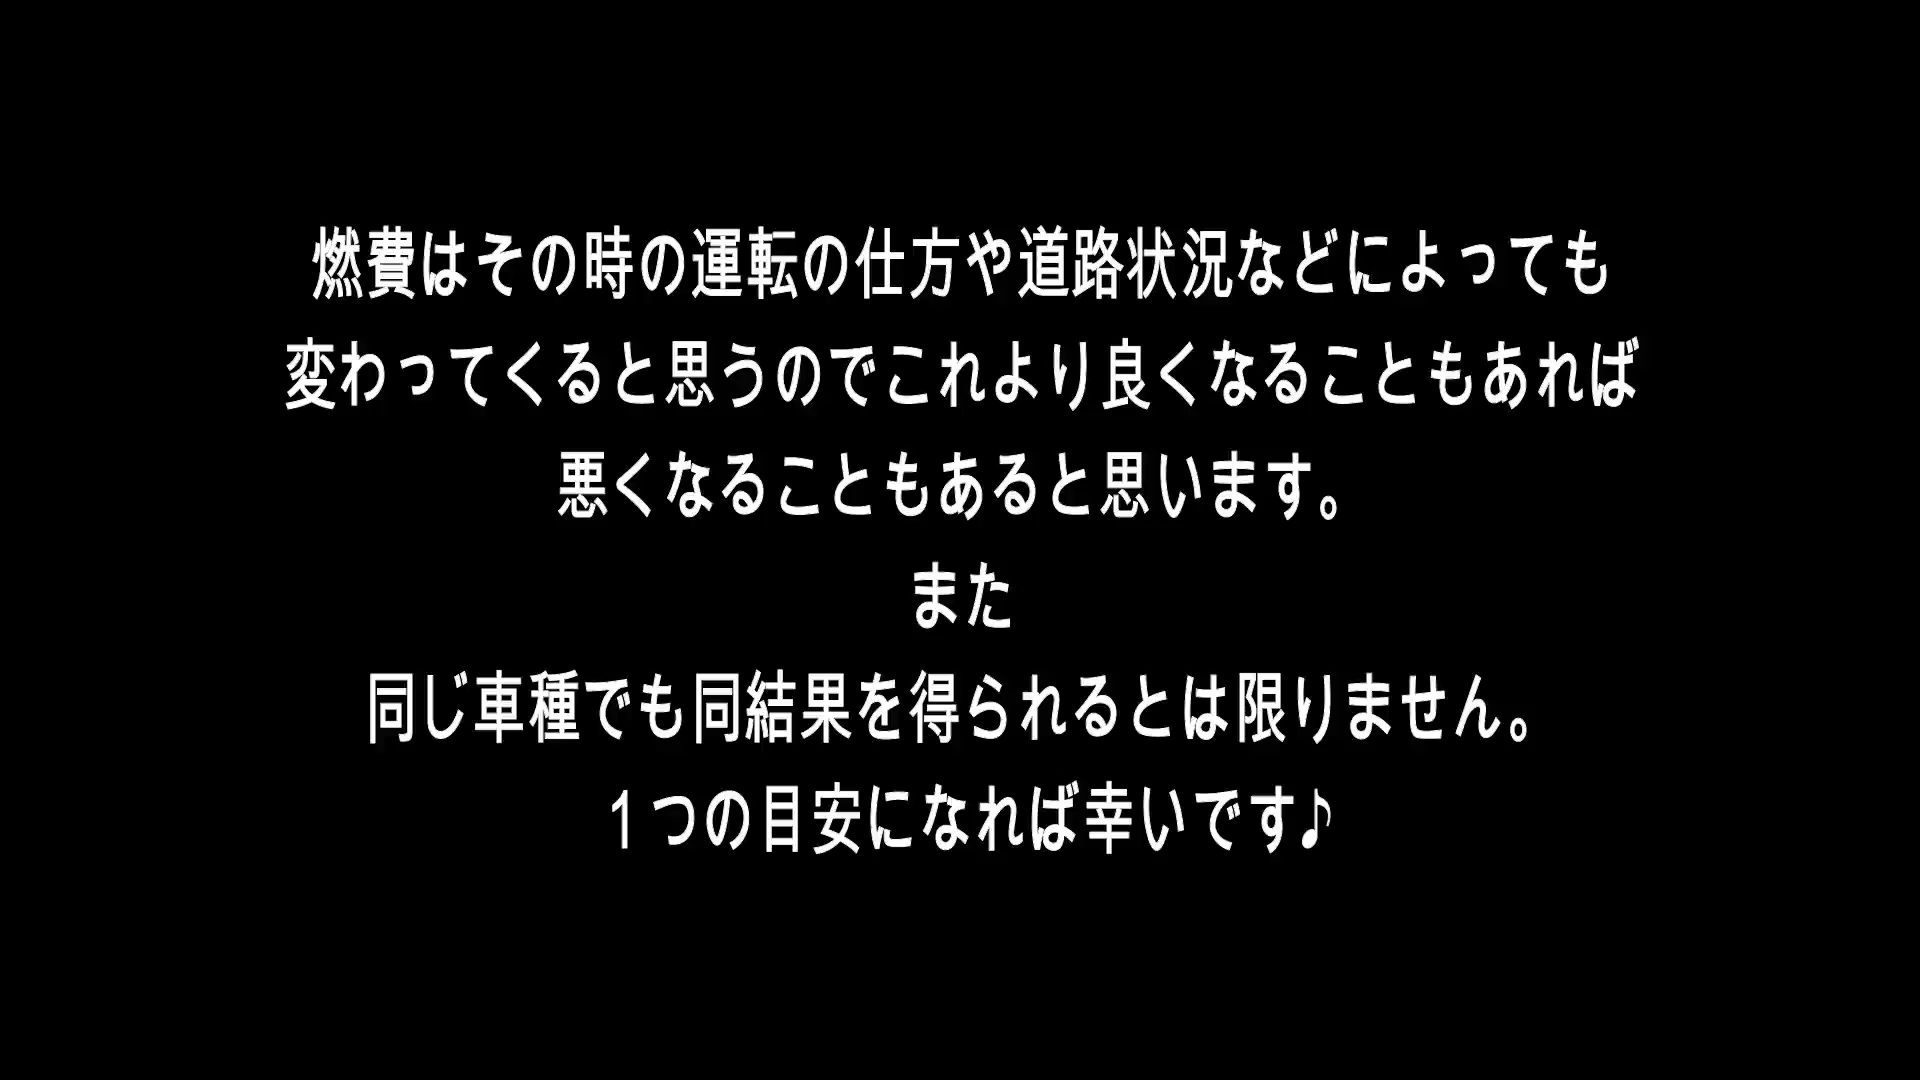 燃費はその時の運転の仕方や道路状況などによっても
変わってくると思うのでこれより良くなることもあれば
悪くなることもあると思います。
また
同じ車種でも同結果を得られるとは限りません。
1つの目安になれば幸いです♪